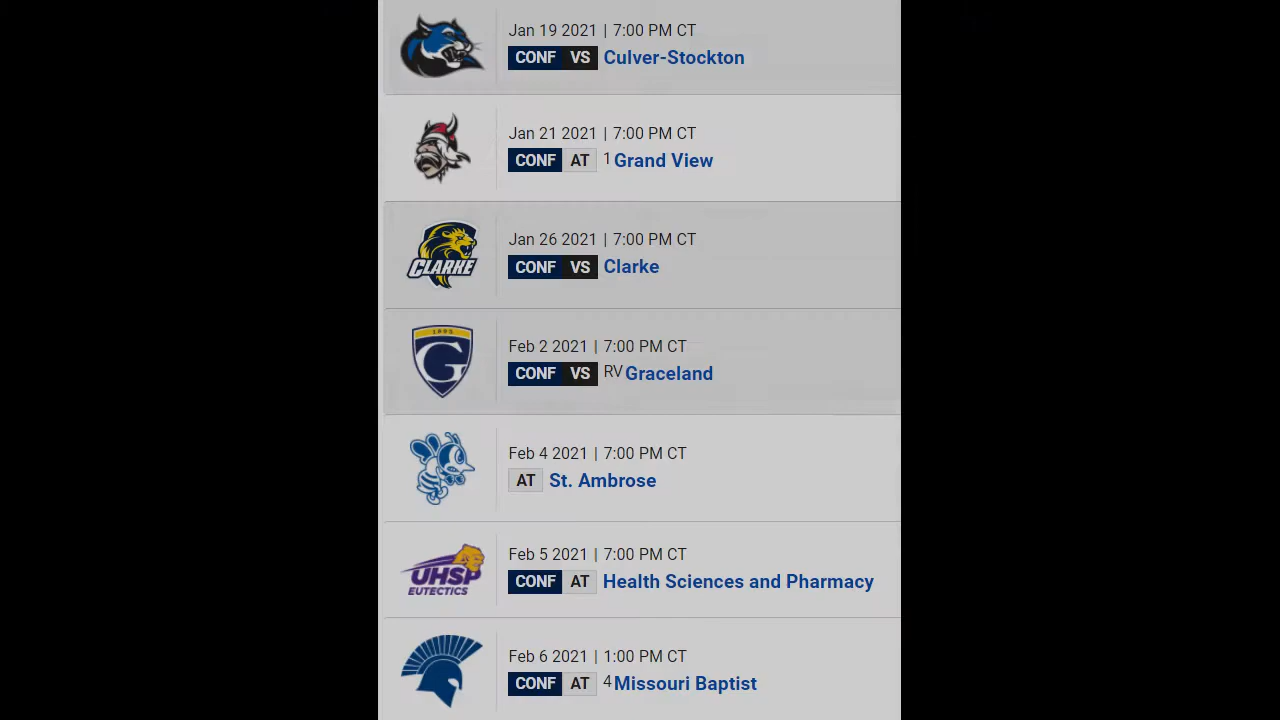 Jan 19 2021 | 7:00 PM CT
CONF VS Culver-Stockton
Jan 21 2021 | 7:00 PM CT
CONF AT 1 Grand View
Jan 26 2021 | 7:00 PM CT
CONF VS Clarke
CLARKE
Feb 2 2021 | 7:00 PM CT
CONF VS RV Graceland
1895
G
Feb 4 2021 | 7:00 PM CT
AT St. Ambrose
Feb 5 2021 | 7:00 PM CT
CONF AT Health Sciences and Pharmacy
UHSP
EUTECTICS
Feb 6 2021 | 1:00 PM CT
CONF AT 4 Missouri Baptist